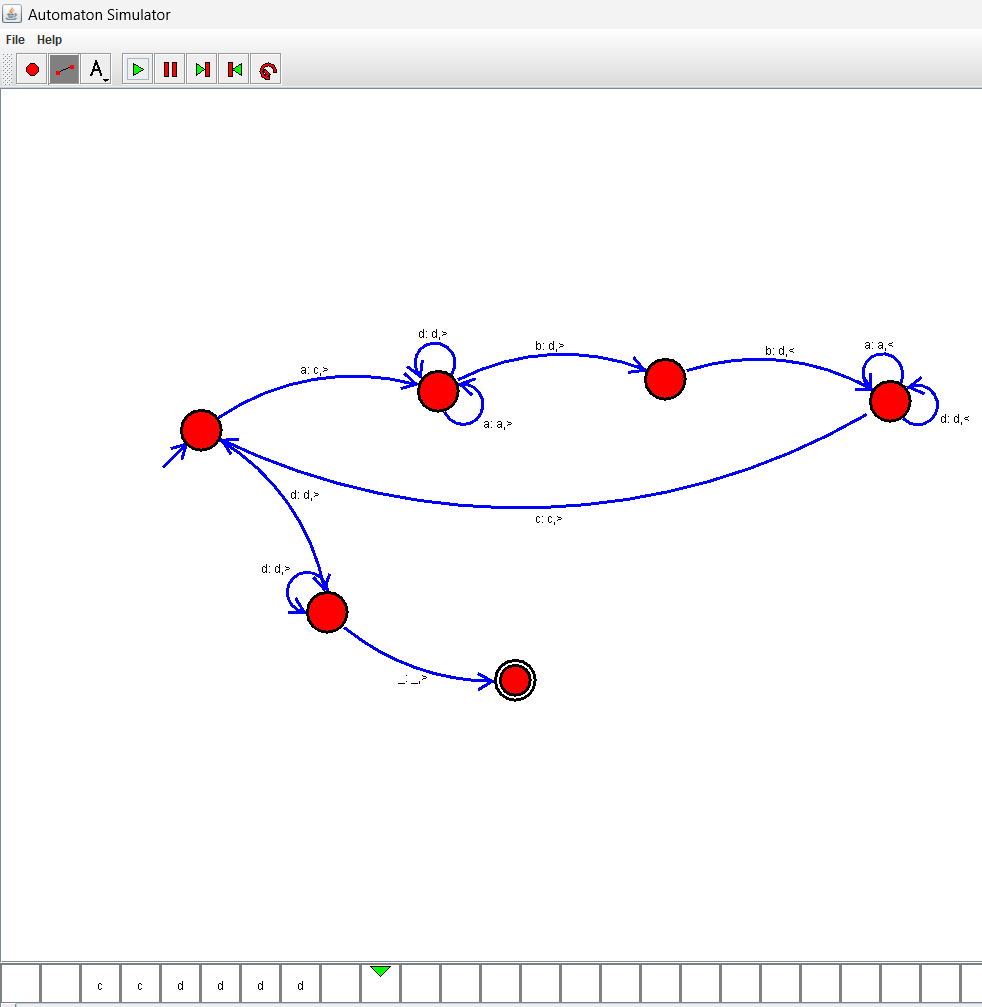 Automaton Simulator
File Help
A
d: d,>
b: d,>
b: d,<
a: a,<
a: c,>
a: a,>
d: d,<
d: d,>
c: c,>
d: d,>
_: _,>
c c d d d d